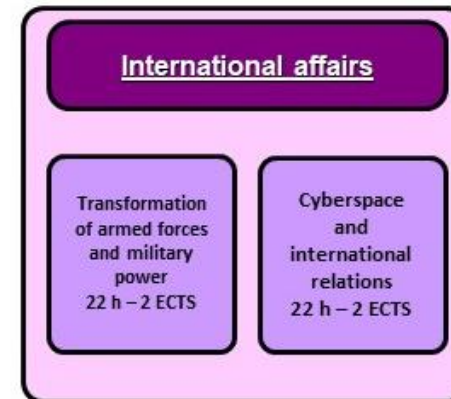 International affairs
Transformation
of armed forces
and military
power
22 h – 2 ECTS
Cyberspace
and
international
relations
22 h – 2 ECTS